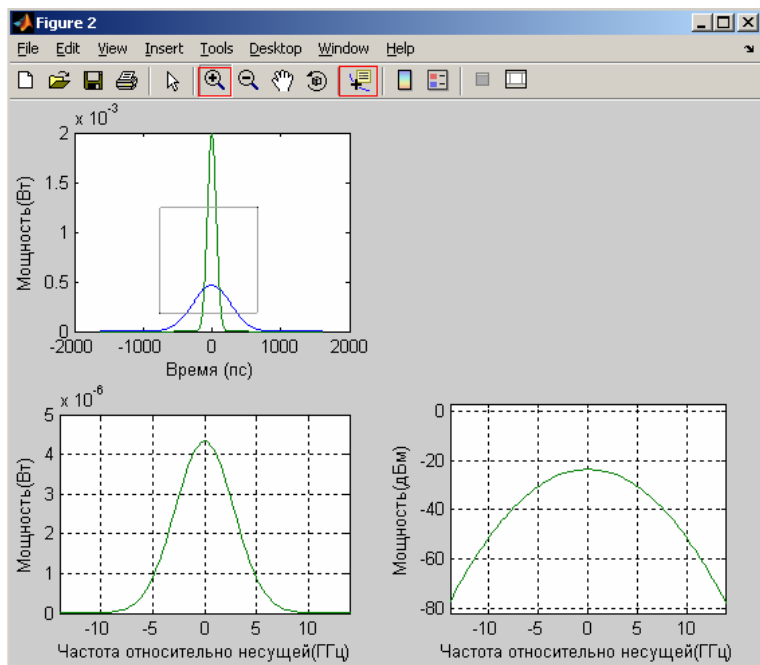 Figure 2
File Edit View Insert Tools Desktop Window Help
x 10^-3
2
1.5
1
0.5
0
Мощность(Вт)
-2000 -1000 0 1000 2000
Время (пс)
x 10^-6
5
4
3
2
1
0
Мощность(Вт)
-10 -5 0 5 10
Частота относительно несущей(ГГц)
0
-20
-40
-60
-80
Мощность(дБм)
-10 -5 0 5 10
Частота относительно несущей(ГГц)